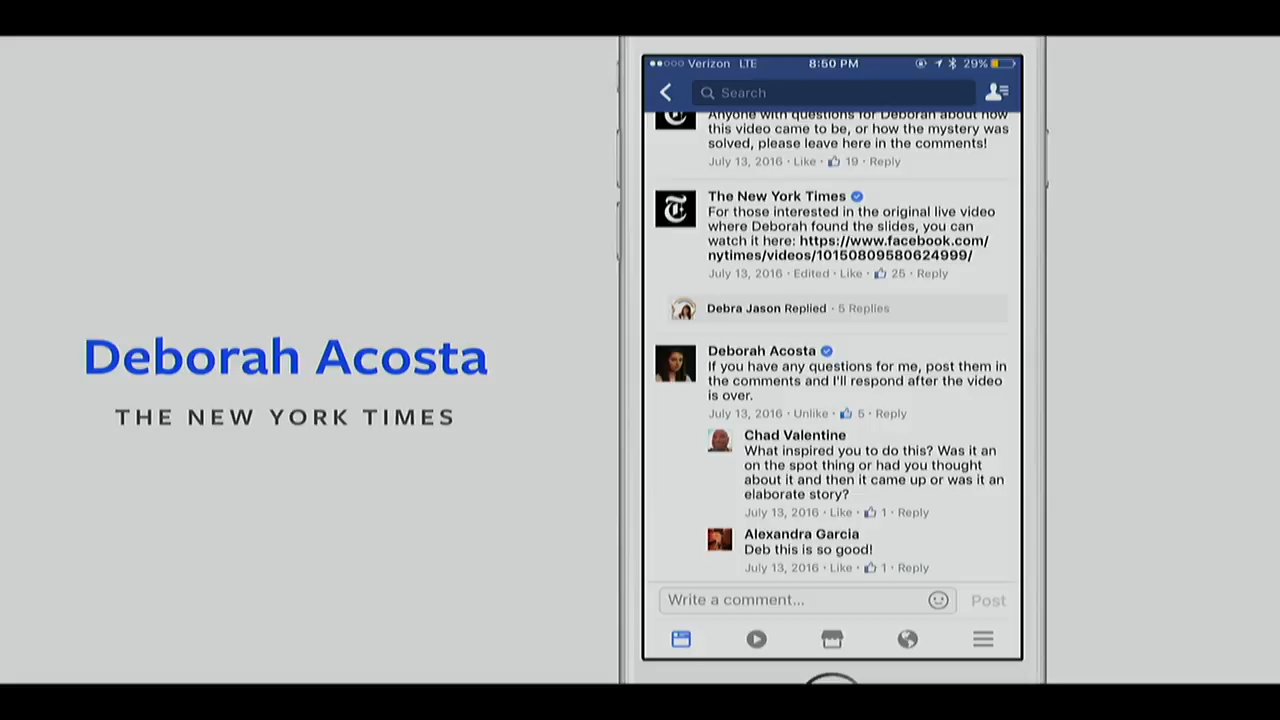 Deborah Acosta
THE NEW YORK TIMES
Verizon LTE 8:50 PM 29%
Search
Anyone with questions for Deborah about how
this video came to be, or how the mystery was
solved, please leave here in the comments!
July 13, 2016 · Like · 19 · Reply
The New York Times
For those interested in the original live video
where Deborah found the slides, you can
watch it here: https://www.facebook.com/
nytimes/videos/10150809580624999/
July 13, 2016 · Edited · Like · 25 · Reply
Debra Jason Replied · 5 Replies
Deborah Acosta
If you have any questions for me, post them in
the comments and I'll respond after the video
is over.
July 13, 2016 · Unlike · 5 · Reply
Chad Valentine
What inspired you to do this? Was it an
on the spot thing or had you thought
about it and then it came up or was it an
elaborate story?
July 13, 2016 · Like · 1 · Reply
Alexandra Garcia
Deb this is so good!
July 13, 2016 · Like · 1 · Reply
Write a comment...
Post